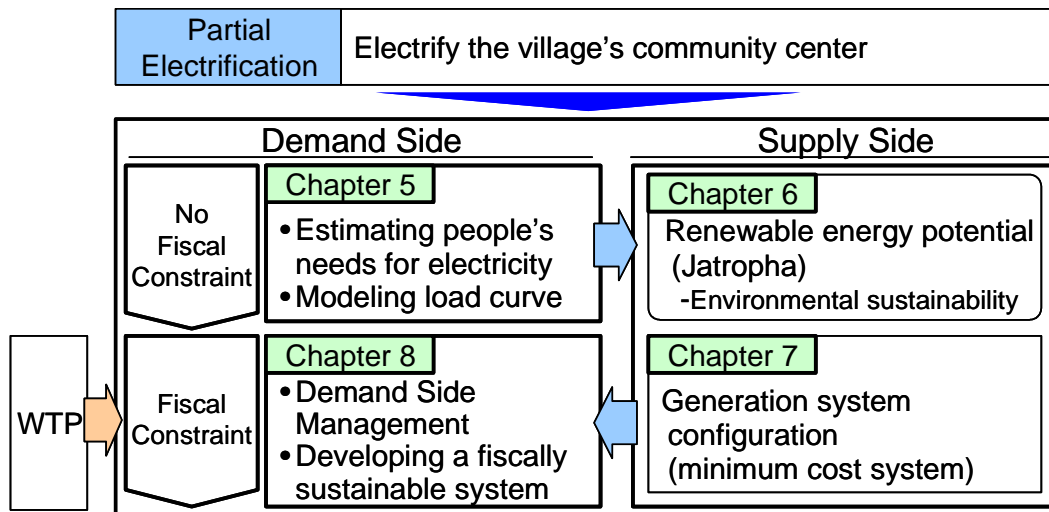 Partial
Electrification
Electrify the village's community center
Demand Side
Supply Side
No
Fiscal
Constraint
Chapter 5
•Estimating people's
needs for electricity
•Modeling load curve
Chapter 6
Renewable energy potential
(Jatropha)
-Environmental sustainability
WTP
Fiscal
Constraint
Chapter 8
•Demand Side
Management
•Developing a fiscally
sustainable system
Chapter 7
Generation system
configuration
(minimum cost system)